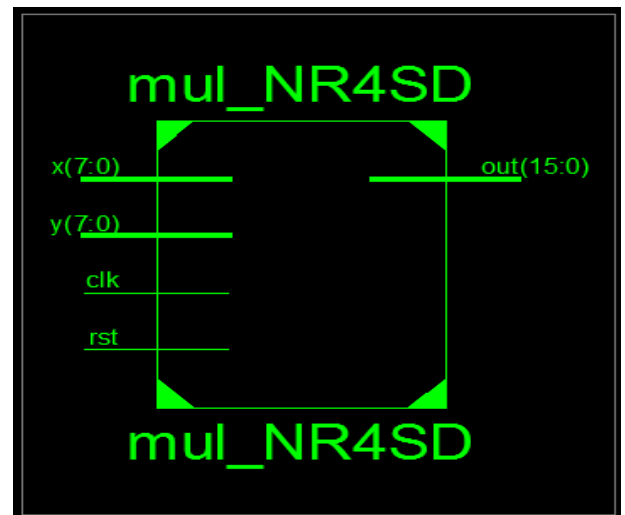 mul_NR4SD
x(7:0)
out(15:0)
y(7:0)
clk
rst
mul_NR4SD